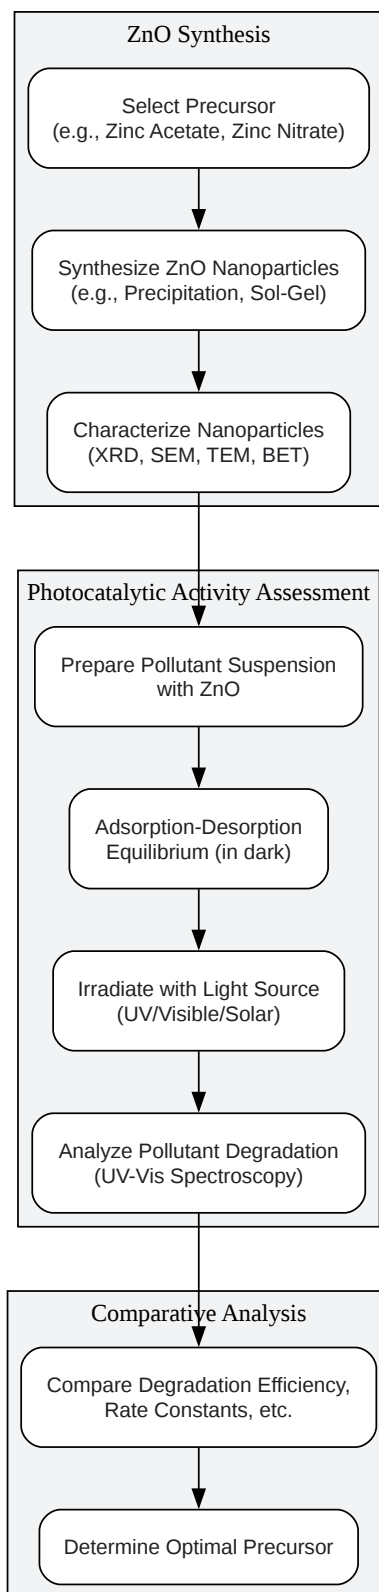 ZnO Synthesis
Select Precursor
(e.g., Zinc Acetate, Zinc Nitrate)
Synthesize ZnO Nanoparticles
(e.g., Precipitation, Sol-Gel)
Characterize Nanoparticles
(XRD, SEM, TEM, BET)
Photocatalytic Activity Assessment
Prepare Pollutant Suspension
with ZnO
Adsorption-Desorption
Equilibrium (in dark)
Irradiate with Light Source
(UV/Visible/Solar)
Analyze Pollutant Degradation
(UV-Vis Spectroscopy)
Comparative Analysis
Compare Degradation Efficiency,
Rate Constants, etc.
Determine Optimal Precursor